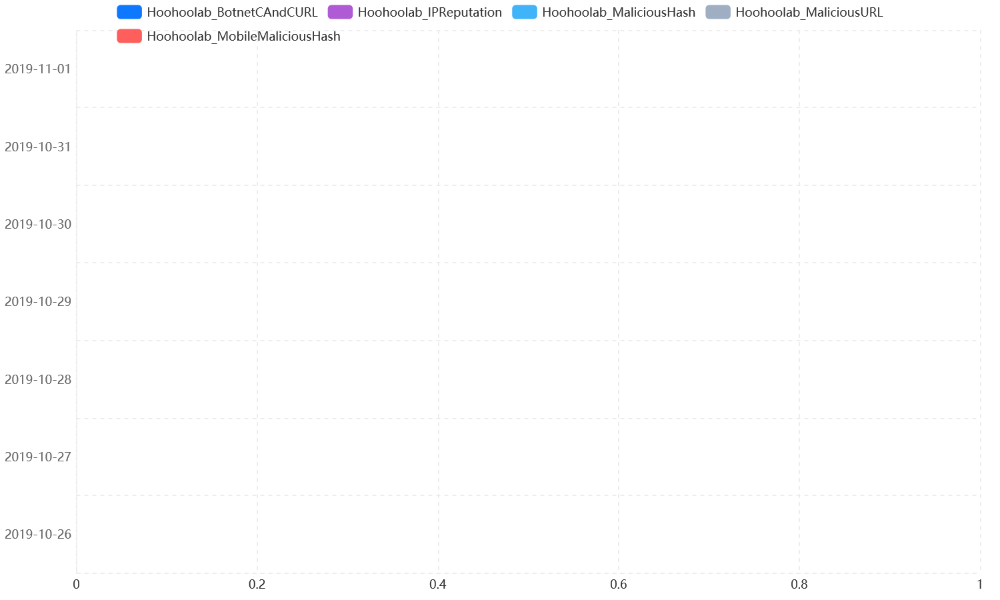 Hoohoolab_BotnetCAndCURL Hoohoolab_IPReputation Hoohoolab_MaliciousHash Hoohoolab_MaliciousURL
Hoohoolab_MobileMaliciousHash
2019-11-01
2019-10-31
2019-10-30
2019-10-29
2019-10-28
2019-10-27
2019-10-26
0 0.2 0.4 0.6 0.8 1